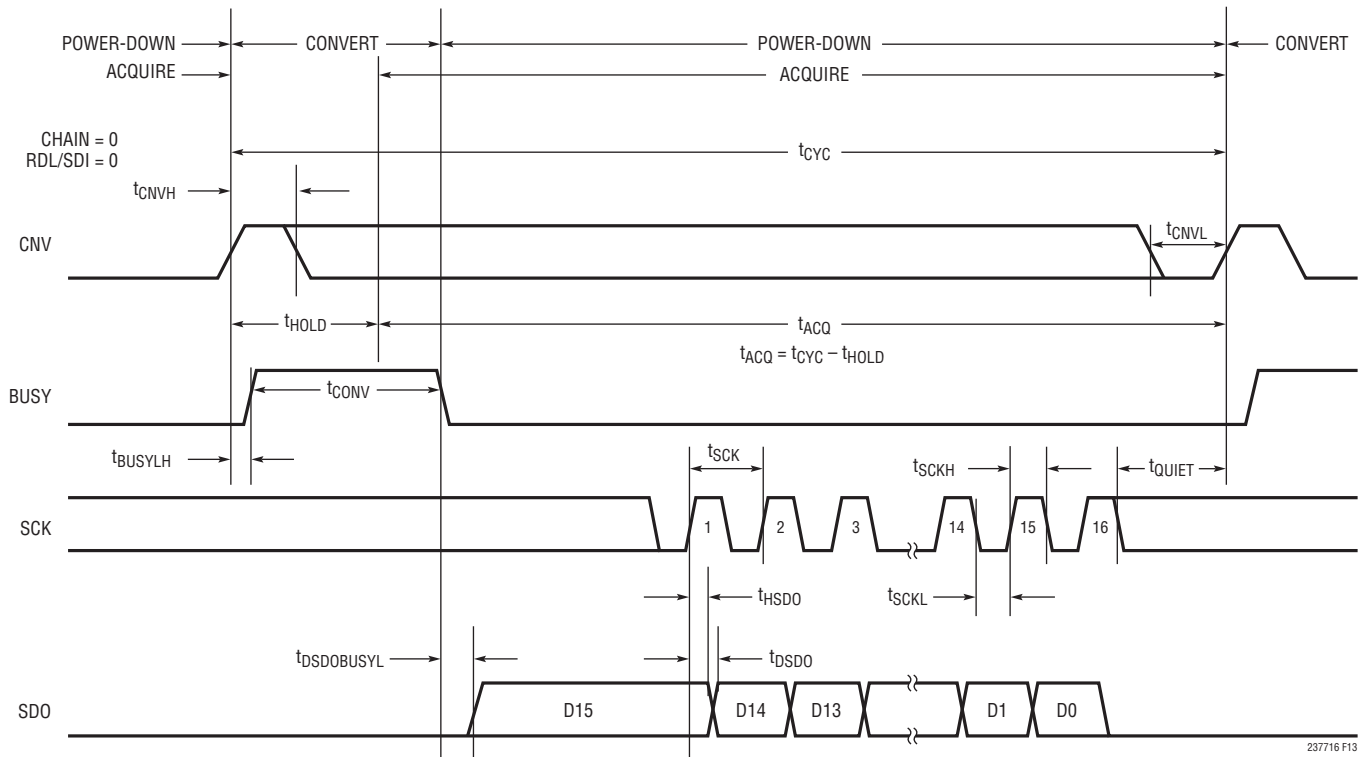 POWER-DOWN CONVERT POWER-DOWN CONVERT
ACQUIRE ACQUIRE
CHAIN = 0
RDL/SDI = 0
tCYC
tCNVH
CNV
tCNVL
tHOLD tACQ
tACQ = tCYC – tHOLD
BUSY
tCONV
tBUSYLH
tSCK tSCKH tQUIET
SCK
1 2 3 14 15 16
tHSDO tSCKL
tDSDOBUSYL tDSDO
SDO
D15 D14 D13 D1 D0
237716 F13